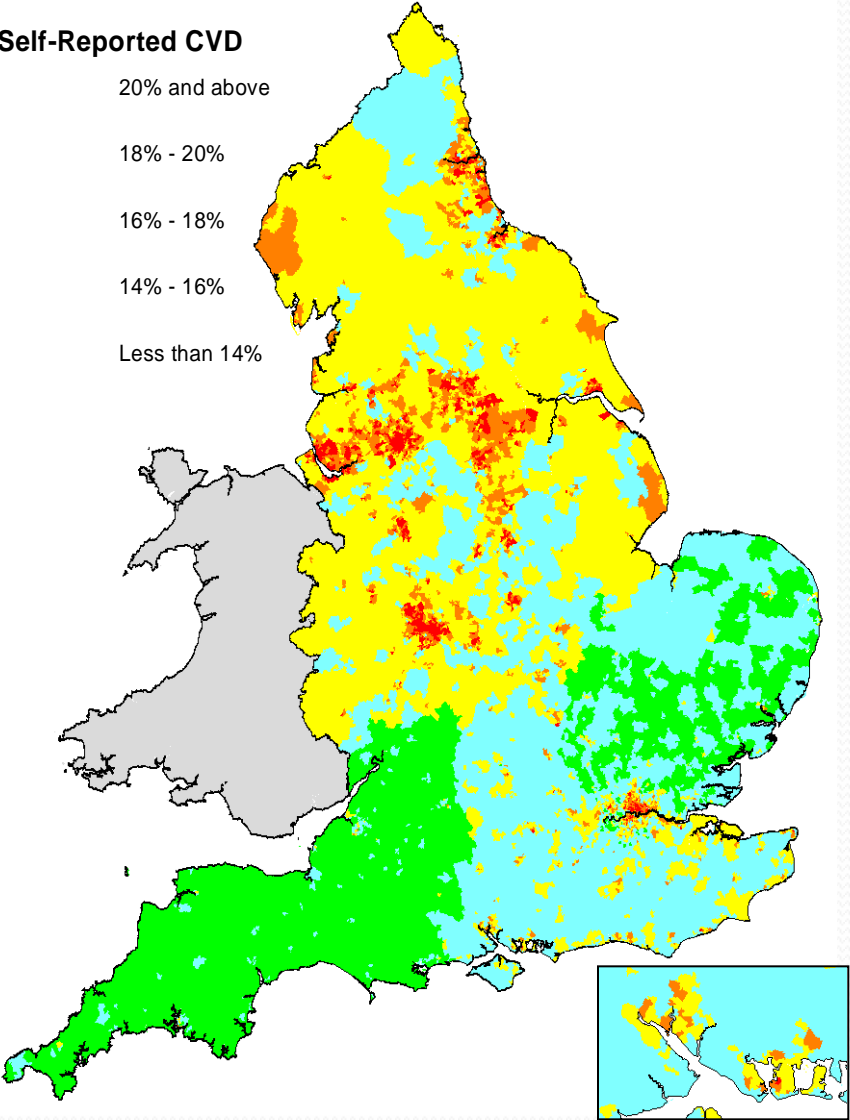 Self-Reported CVD
20% and above
18% - 20%
16% - 18%
14% - 16%
Less than 14%